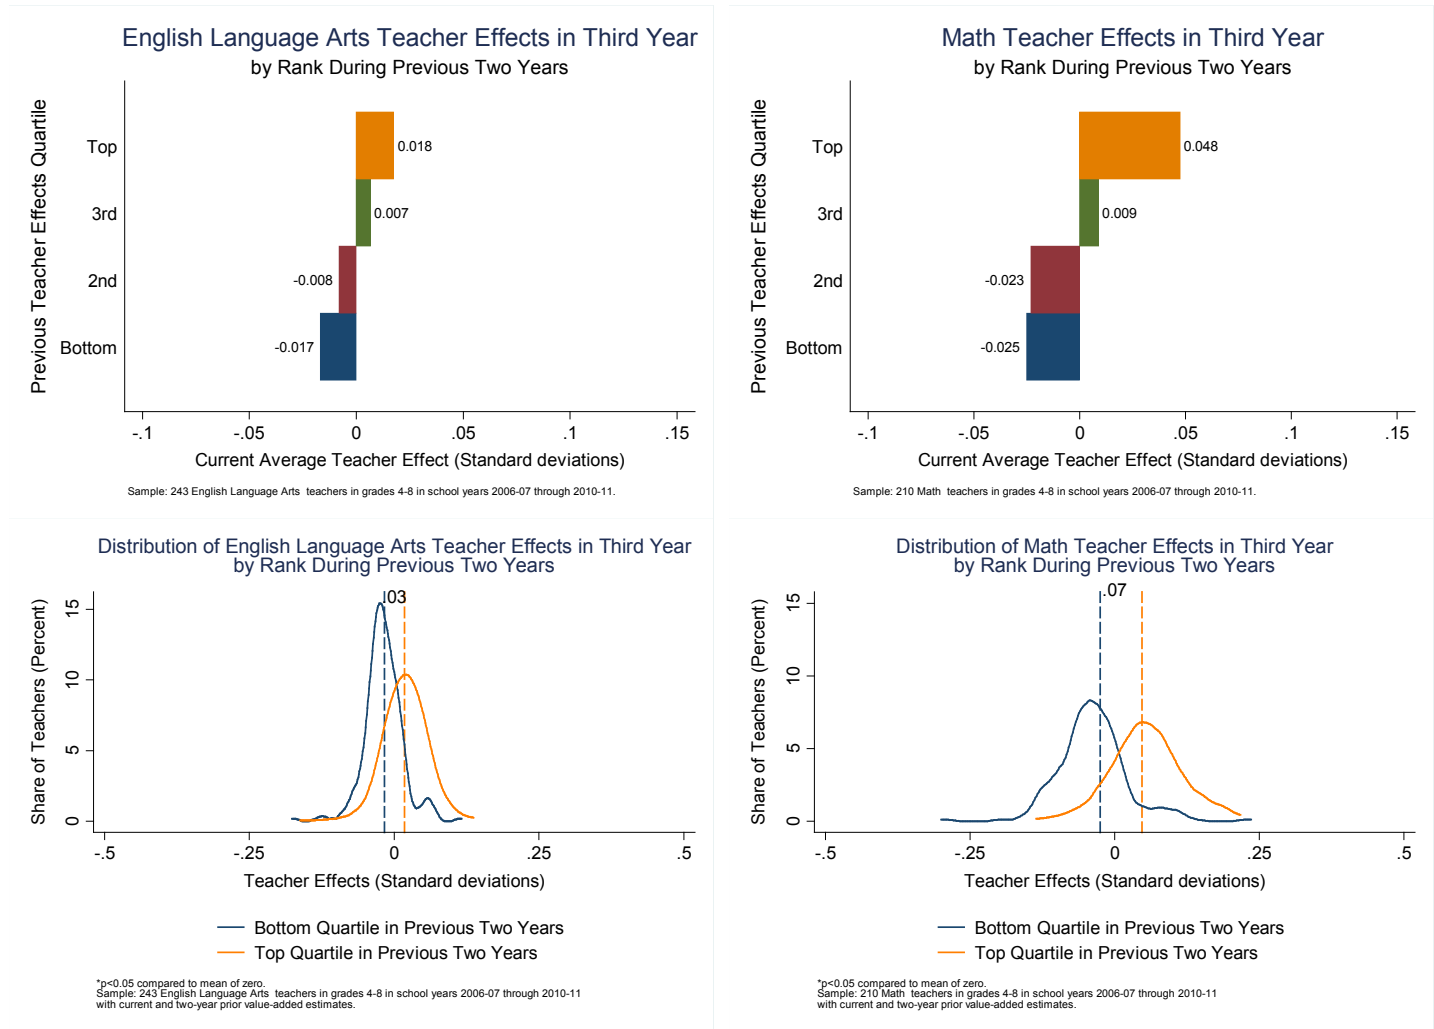 English Language Arts Teacher Effects in Third Year
by Rank During Previous Two Years
Previous Teacher Effects Quartile
Top
3rd
2nd
Bottom
0.018
0.007
-0.008
-0.017
-.1
-.05
0
.05
.1
.15
Current Average Teacher Effect (Standard deviations)
Sample: 243 English Language Arts teachers in grades 4-8 in school years 2006-07 through 2010-11.
Math Teacher Effects in Third Year
by Rank During Previous Two Years
Previous Teacher Effects Quartile
Top
3rd
2nd
Bottom
0.048
0.009
-0.023
-0.025
-.1
-.05
0
.05
.1
.15
Current Average Teacher Effect (Standard deviations)
Sample: 210 Math teachers in grades 4-8 in school years 2006-07 through 2010-11.
Distribution of English Language Arts Teacher Effects in Third Year
by Rank During Previous Two Years
.03
Share of Teachers (Percent)
15
10
5
0
-.5
-.25
0
.25
.5
Teacher Effects (Standard deviations)
Bottom Quartile in Previous Two Years
Top Quartile in Previous Two Years
*p<0.05 compared to mean of zero.
Sample: 243 English Language Arts teachers in grades 4-8 in school years 2006-07 through 2010-11
with current and two-year prior value-added estimates.
Distribution of Math Teacher Effects in Third Year
by Rank During Previous Two Years
.07
Share of Teachers (Percent)
15
10
5
0
-.5
-.25
0
.25
.5
Teacher Effects (Standard deviations)
Bottom Quartile in Previous Two Years
Top Quartile in Previous Two Years
*p<0.05 compared to mean of zero.
Sample: 210 Math teachers in grades 4-8 in school years 2006-07 through 2010-11
with current and two-year prior value-added estimates.